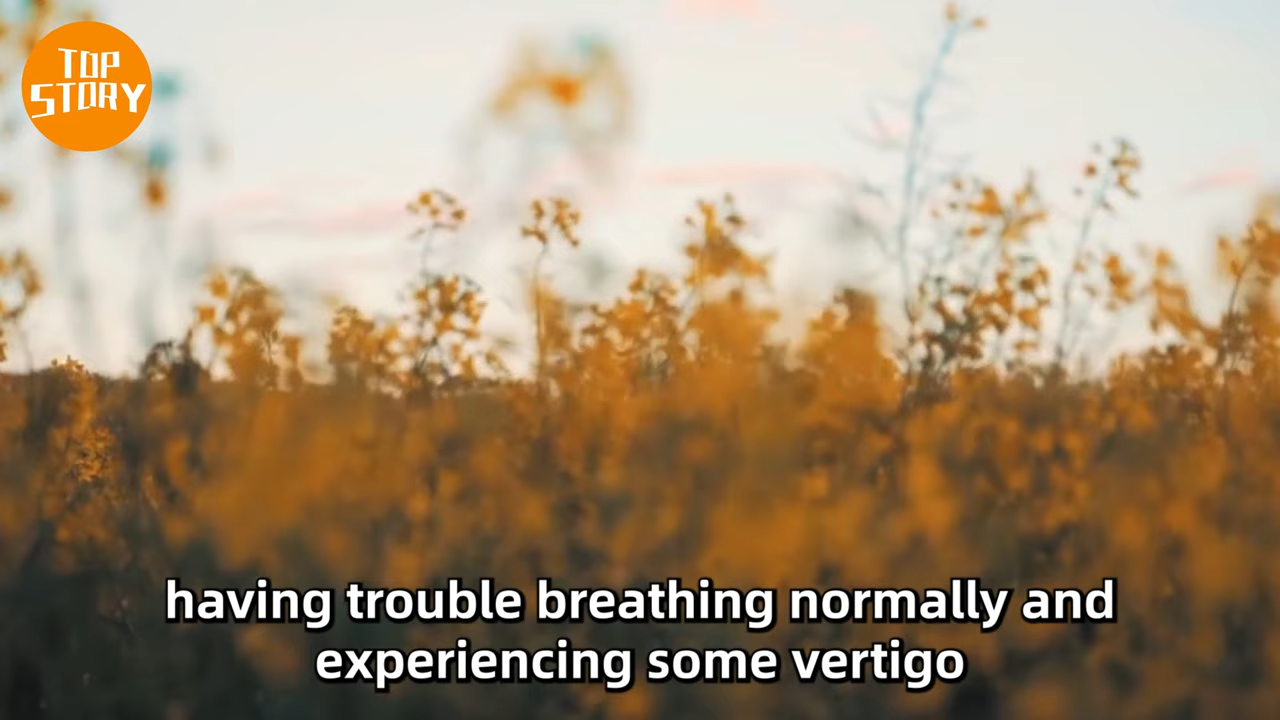 TOP
STORY
having trouble breathing normally and
experiencing some vertigo